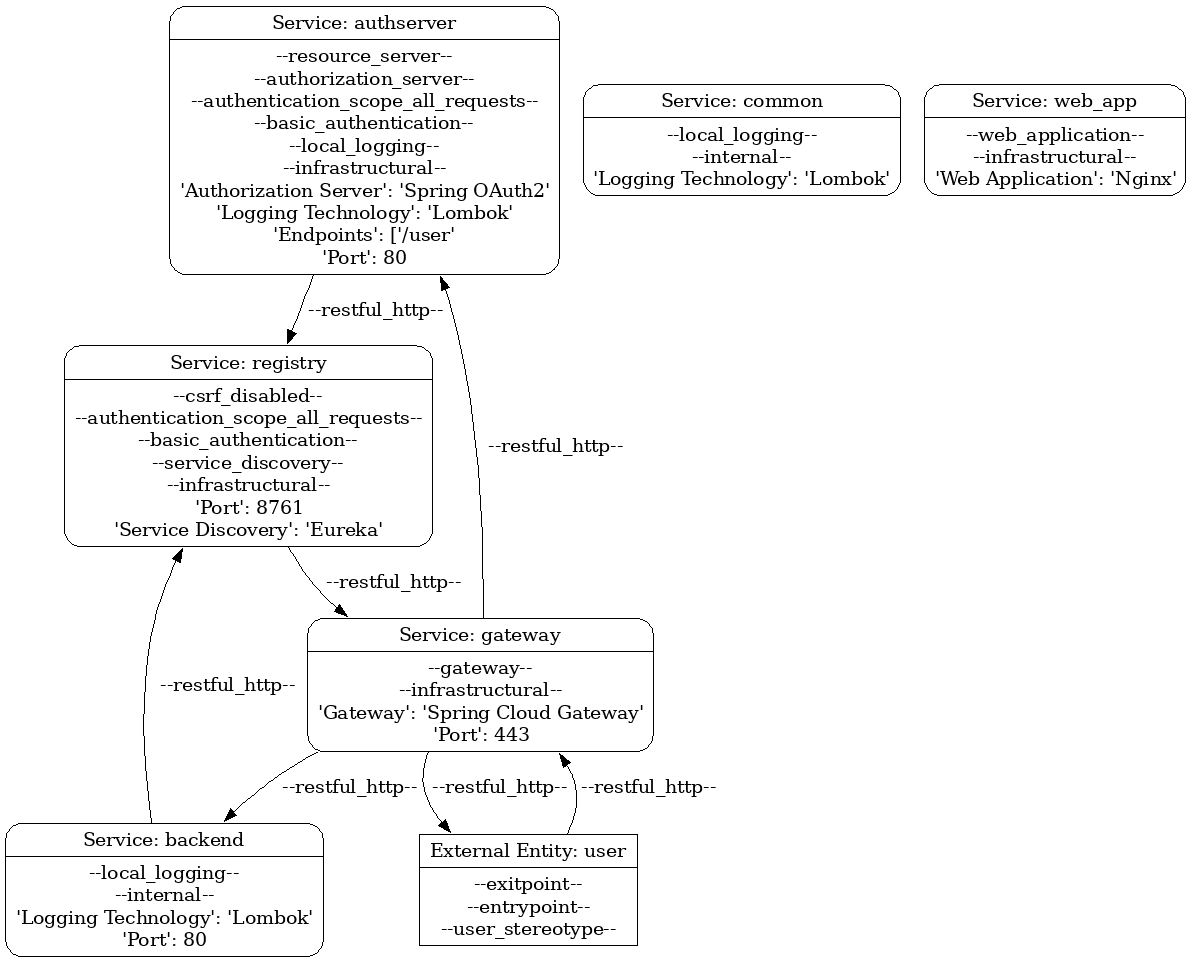 Service: authserver
--resource_server--
--authorization_server--
--authentication_scope_all_requests--
--basic_authentication--
--local_logging--
--infrastructural--
'Authorization Server': 'Spring OAuth2'
'Logging Technology': 'Lombok'
'Endpoints': ['/user'
'Port': 80
Service: common
--local_logging--
--internal--
'Logging Technology': 'Lombok'
Service: web_app
--web_application--
--infrastructural--
'Web Application': 'Nginx'
--restful_http--
Service: registry
--csrf_disabled--
--authentication_scope_all_requests--
--basic_authentication--
--service_discovery--
--infrastructural--
'Port': 8761
'Service Discovery': 'Eureka'
--restful_http--
--restful_http--
Service: gateway
--gateway--
--infrastructural--
'Gateway': 'Spring Cloud Gateway'
'Port': 443
--restful_http--
--restful_http--
--restful_http--
--restful_http--
Service: backend
--local_logging--
--internal--
'Logging Technology': 'Lombok'
'Port': 80
External Entity: user
--exitpoint--
--entrypoint--
--user_stereotype--